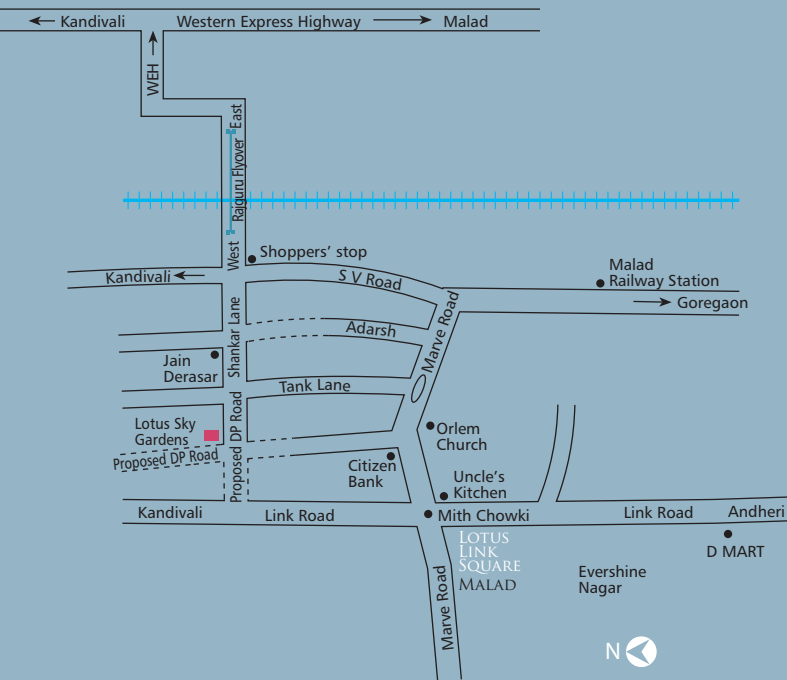 Kandivali
Western Express Highway
Malad
WEH
East
Rajguru Flyover
West
Shoppers' stop
Kandivali
S V Road
Malad
Railway Station
Goregaon
Shankar Lane
Adarsh
Marve Road
Jain
Derasar
Tank Lane
Lotus Sky
Gardens
Proposed DP Road
Proposed DP Road
Orlem
Church
Citizen
Bank
Uncle's
Kitchen
Kandivali
Link Road
Mith Chowki
Link Road
Andheri
LOTUS
LINK
SQUARE
MALAD
D MART
Evershine
Nagar
Marve Road
N